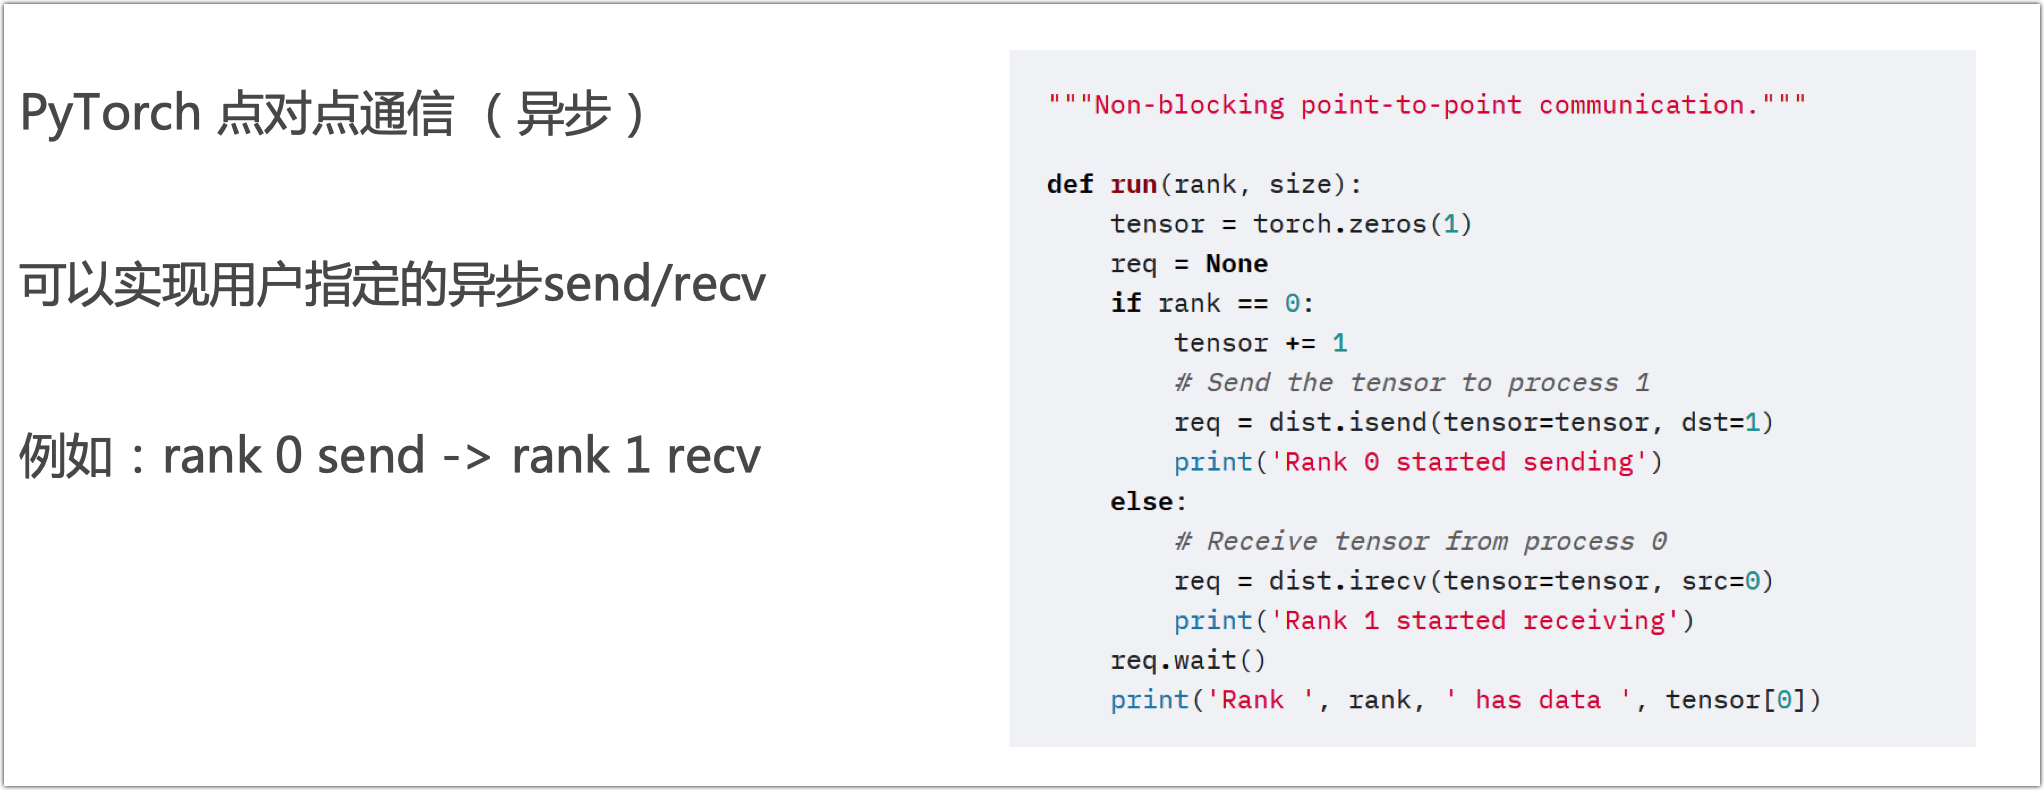 PyTorch 点对点通信 （异步）
可以实现用户指定的异步send/recv
例如：rank 0 send -> rank 1 recv
"""Non-blocking point-to-point communication."""
def run(rank, size):
    tensor = torch.zeros(1)
    req = None
    if rank == 0:
        tensor += 1
        # Send the tensor to process 1
        req = dist.isend(tensor=tensor, dst=1)
        print('Rank 0 started sending')
    else:
        # Receive tensor from process 0
        req = dist.irecv(tensor=tensor, src=0)
        print('Rank 1 started receiving')
    req.wait()
    print('Rank ', rank, ' has data ', tensor[0])